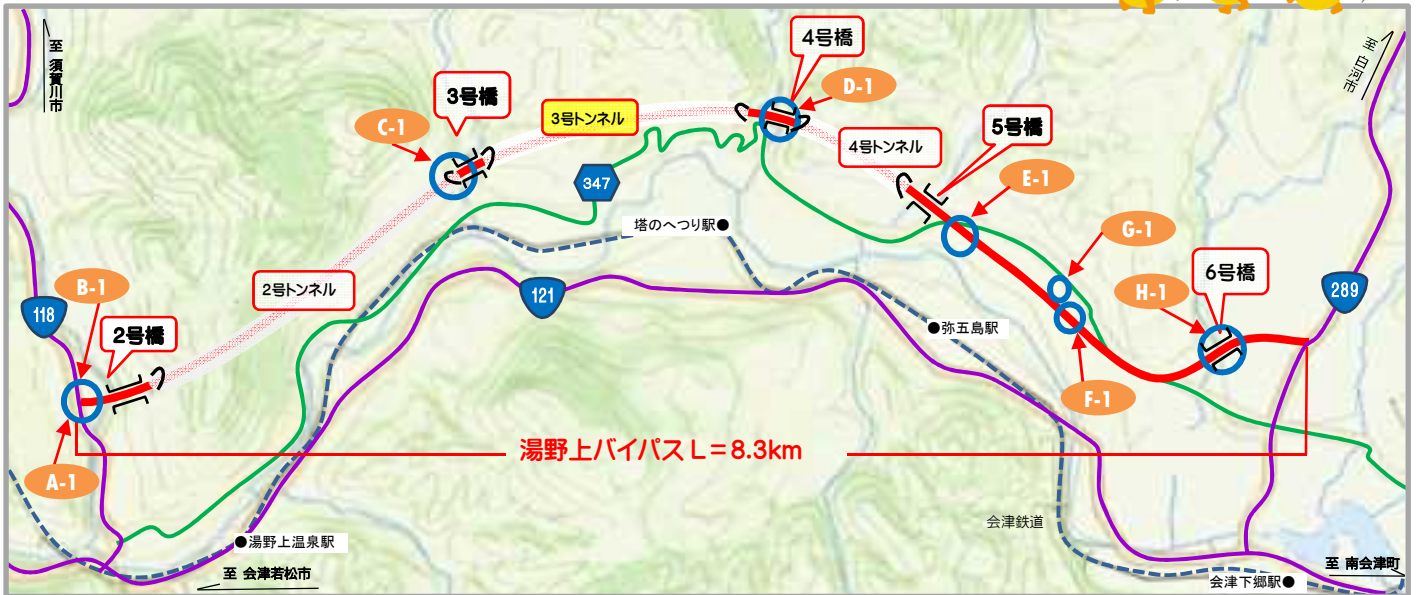 至 須賀川市
4号橋
至 白河市
3号橋
D-1
C-1
3号トンネル
5号橋
4号トンネル
E-1
347
塔のへつり駅●
G-1
6号橋
B-1
2号トンネル
121
H-1
289
118
2号橋
●弥五島駅
F-1
湯野上バイパス L=8.3km
A-1
会津鉄道
●湯野上温泉駅
至 会津若松市
至 南会津町
会津下郷駅●